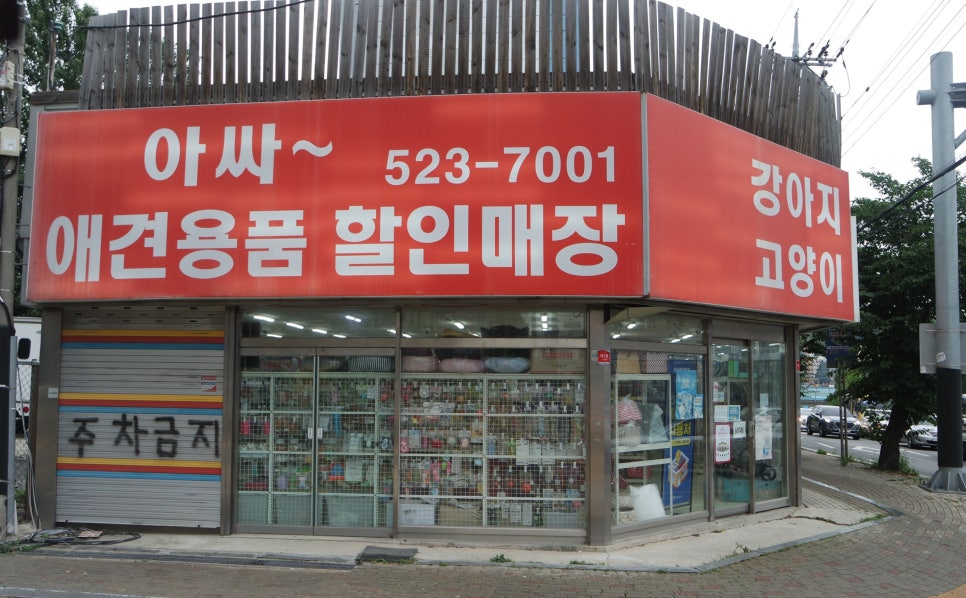 아싸~ 523-7001
애견용품 할인매장
강아지
고양이
주차금지